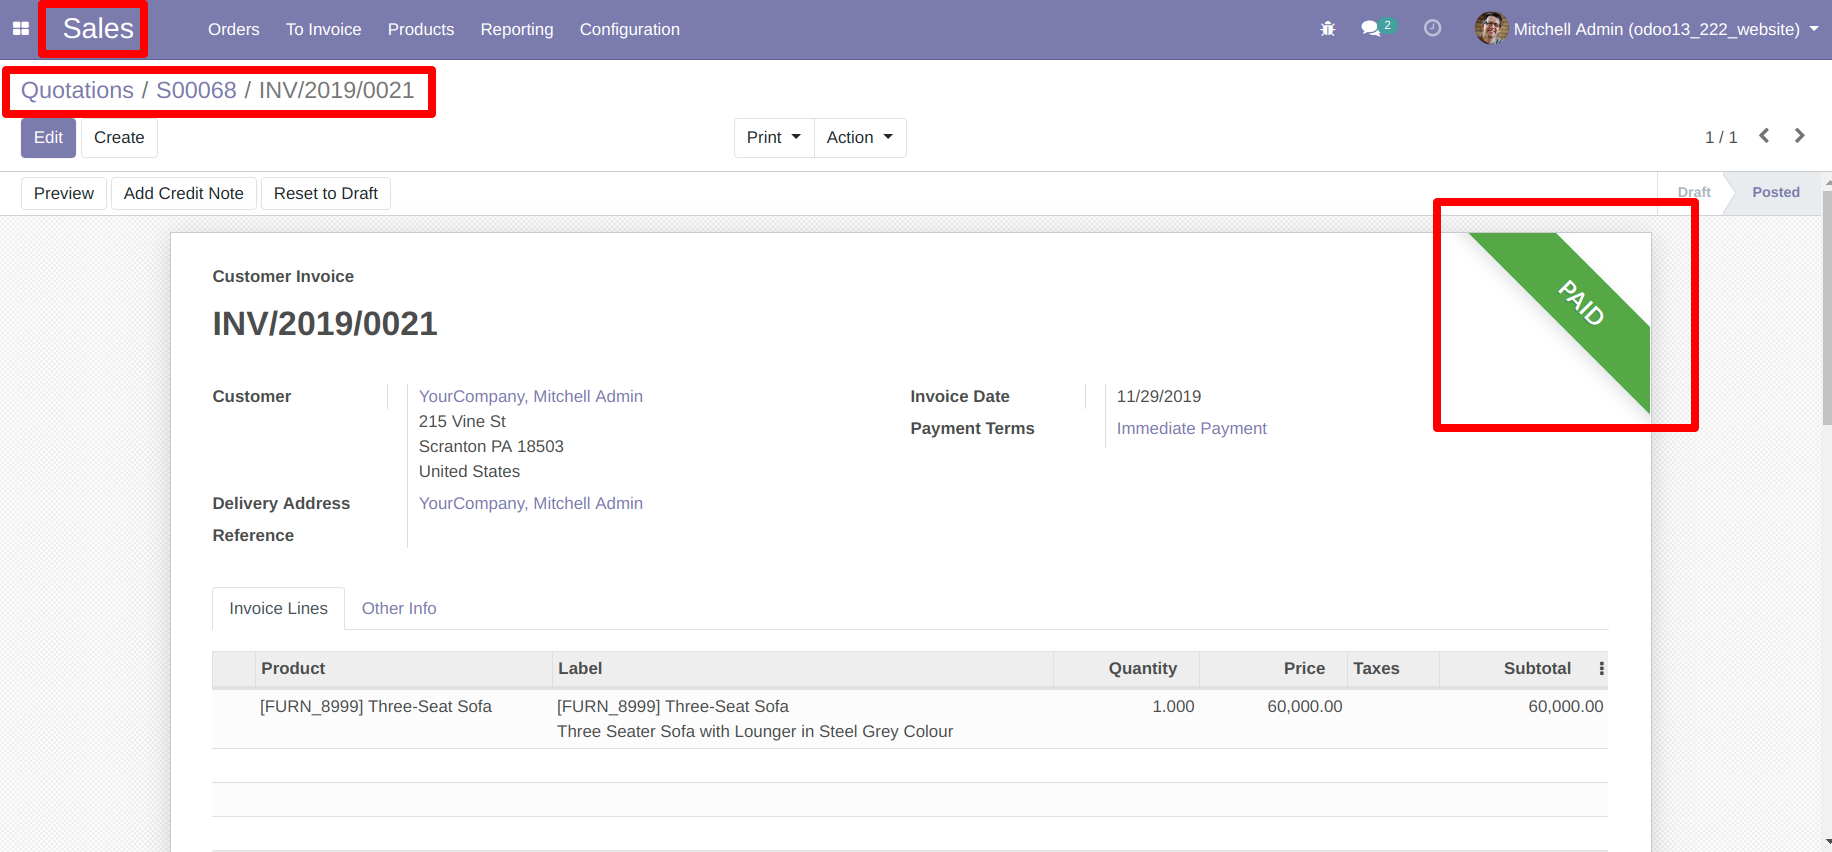 Sales Orders To Invoice Products Reporting Configuration 2 Mitchell Admin (odoo13_222_website)
Quotations / S00068 / INV/2019/0021
Edit Create Print Action 1 / 1
Preview Add Credit Note Reset to Draft Draft Posted
PAID
Customer Invoice
INV/2019/0021
Customer YourCompany, Mitchell Admin Invoice Date 11/29/2019
215 Vine St Payment Terms Immediate Payment
Scranton PA 18503
United States
Delivery Address YourCompany, Mitchell Admin
Reference
Invoice Lines Other Info
Product Label Quantity Price Taxes Subtotal
[FURN_8999] Three-Seat Sofa [FURN_8999] Three-Seat Sofa 1.000 60,000.00 60,000.00
Three Seater Sofa with Lounger in Steel Grey Colour